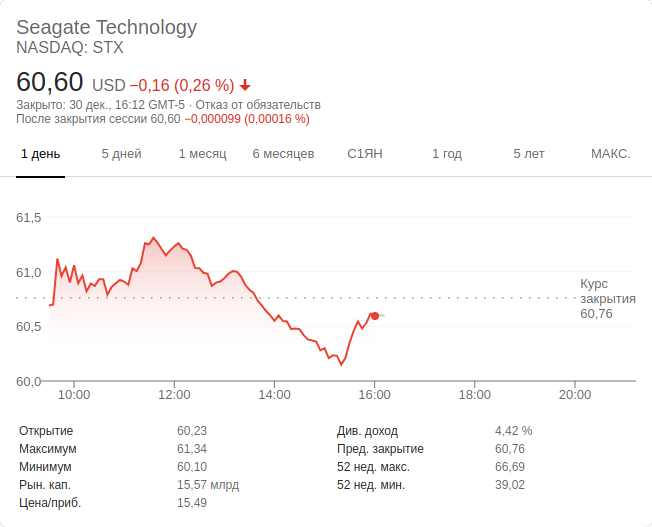 Seagate Technology
NASDAQ: STX
60,60 USD −0,16 (0,26 %)
Закрыто: 30 дек., 16:12 GMT-5 · Отказ от обязательств
После закрытия сессии 60,60 −0,000099 (0,00016 %)
1 день 5 дней 1 месяц 6 месяцев С1ЯН 1 год 5 лет МАКС.
61,5
61,0
Курс
закрытия
60,76
60,5
60,0
10:00 12:00 14:00 16:00 18:00 20:00
Открытие 60,23 Див. доход 4,42 %
Максимум 61,34 Пред. закрытие 60,76
Минимум 60,10 52 нед. макс. 66,69
Рын. кап. 15,57 млрд 52 нед. мин. 39,02
Цена/приб. 15,49